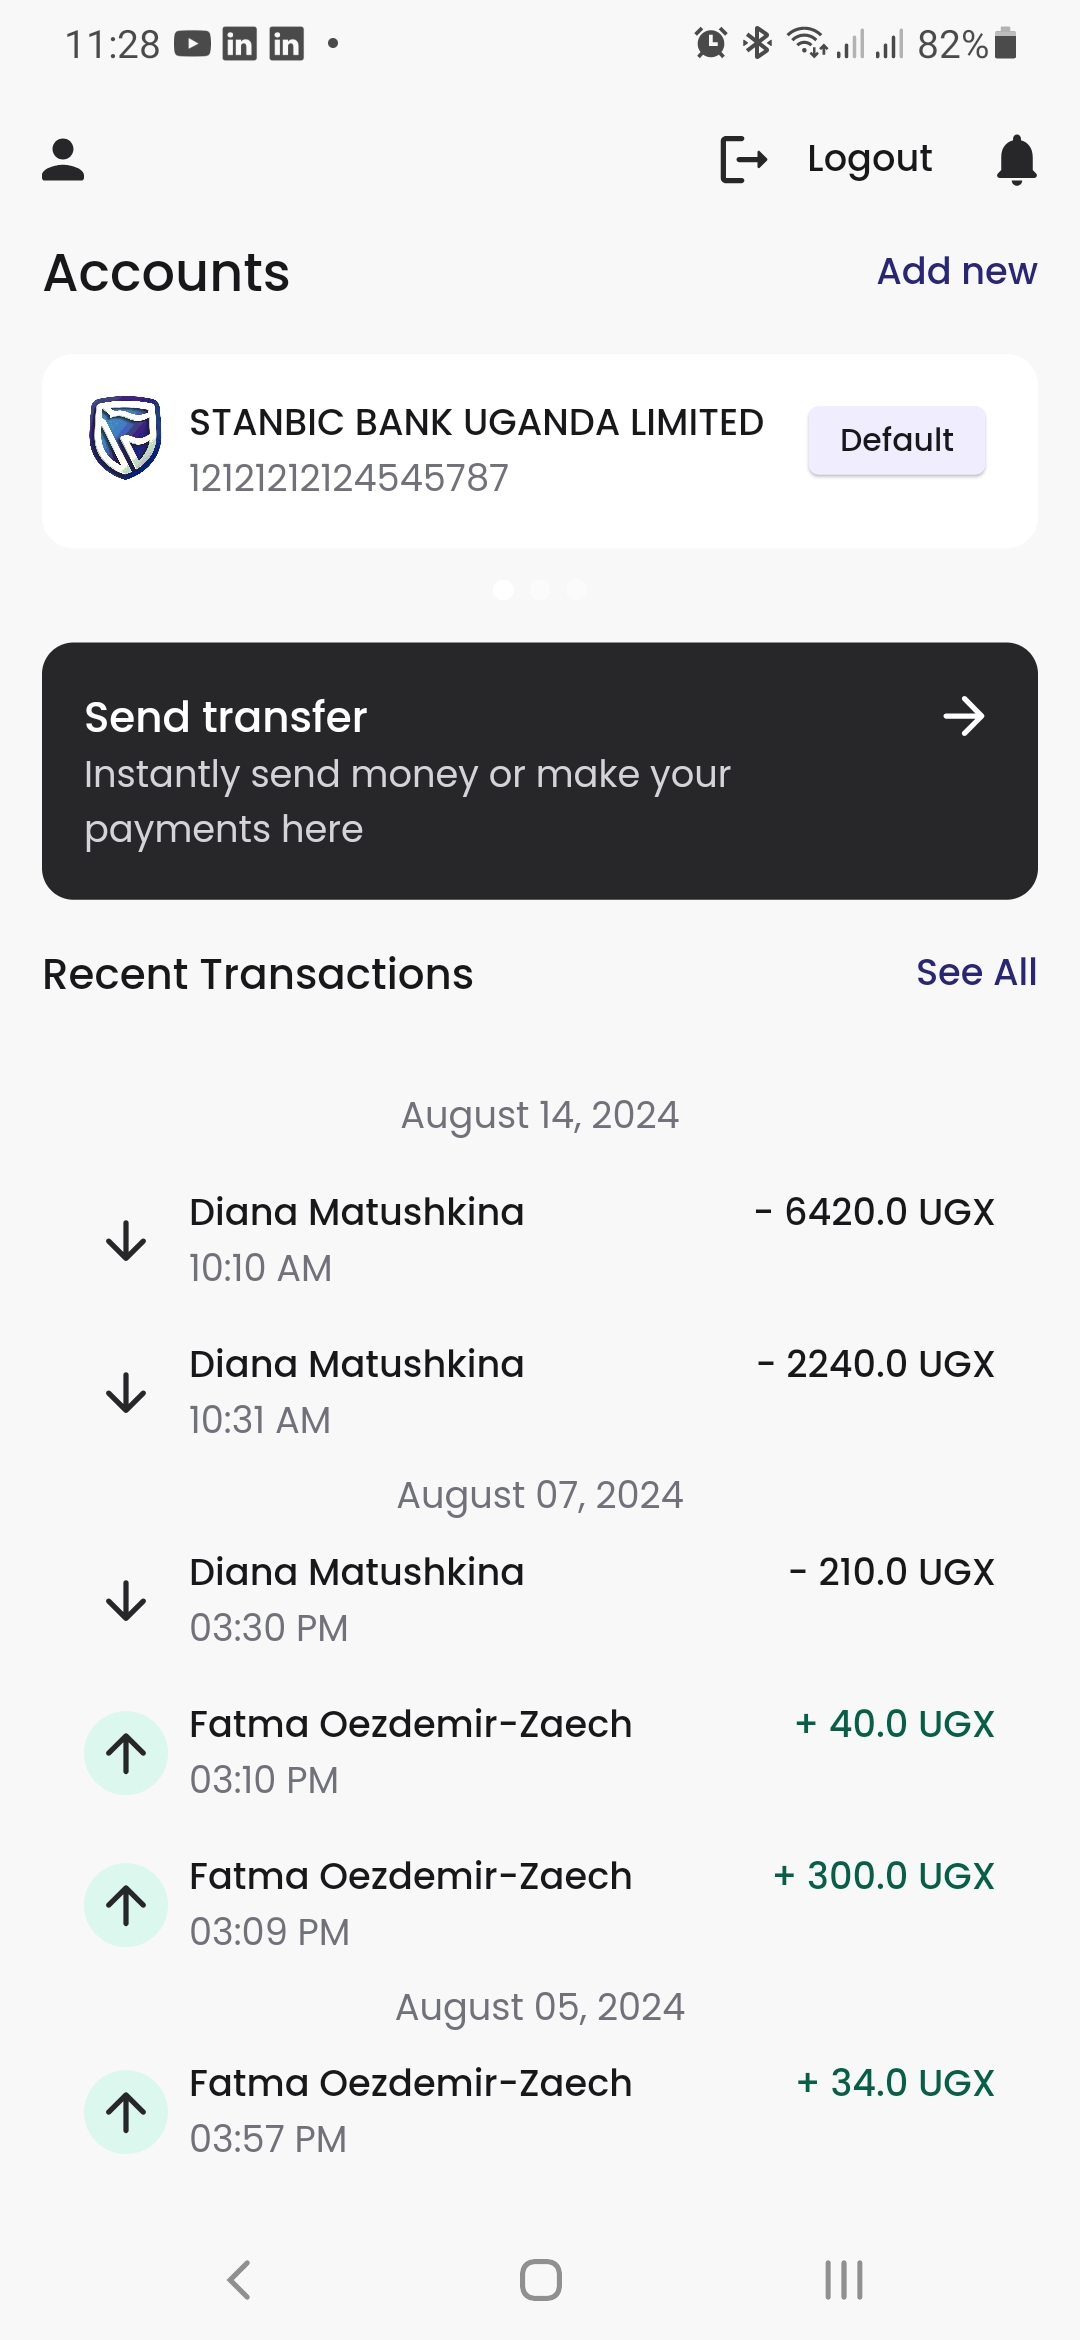 11:28 82%
Logout
Accounts Add new
STANBIC BANK UGANDA LIMITED
12121212124545787
Default
Send transfer
Instantly send money or make your
payments here
Recent Transactions See All
August 14, 2024
Diana Matushkina - 6420.0 UGX
10:10 AM
Diana Matushkina - 2240.0 UGX
10:31 AM
August 07, 2024
Diana Matushkina - 210.0 UGX
03:30 PM
Fatma Oezdemir-Zaech + 40.0 UGX
03:10 PM
Fatma Oezdemir-Zaech + 300.0 UGX
03:09 PM
August 05, 2024
Fatma Oezdemir-Zaech + 34.0 UGX
03:57 PM